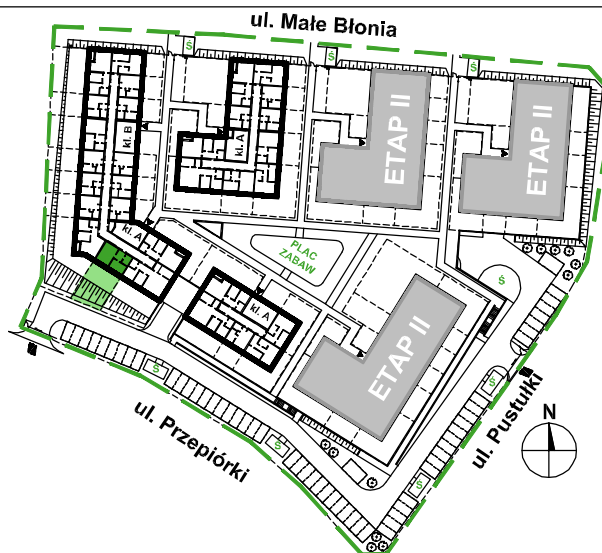 ul. Małe Błonia
Ś
Ś
Ś
kl. B
kl. A
ETAP II
ETAP II
kl. A
PLAC
ZABAW
Ś
kl. A
ETAP II
Ś
Ś
ul. Przepiórki
Ś
Ś
ul. Pustułki
N